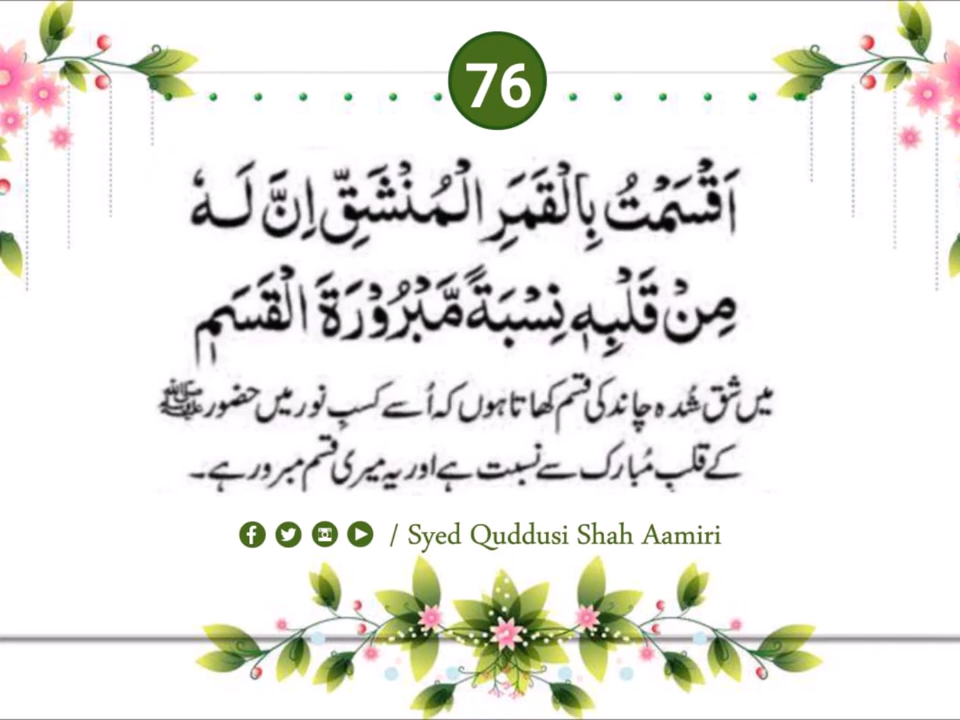 76
اَقْسَمْتُ بِالْقَمَرِ الْمُنْشَقِّ اِنَّ لَهٗ
مِنْ قَلْبِهٖ نِسْبَةً مَّبْرُوْرَةَ الْقَسَمِ
میں شق شُدہ چاند کی قسم کھاتا ہوں کہ اُسے کسبِ نور میں حضور ﷺ
کے قلبِ مُبارک سے نسبت ہے اور یہ میری قسم مبرور ہے۔
/ Syed Quddusi Shah Aamiri